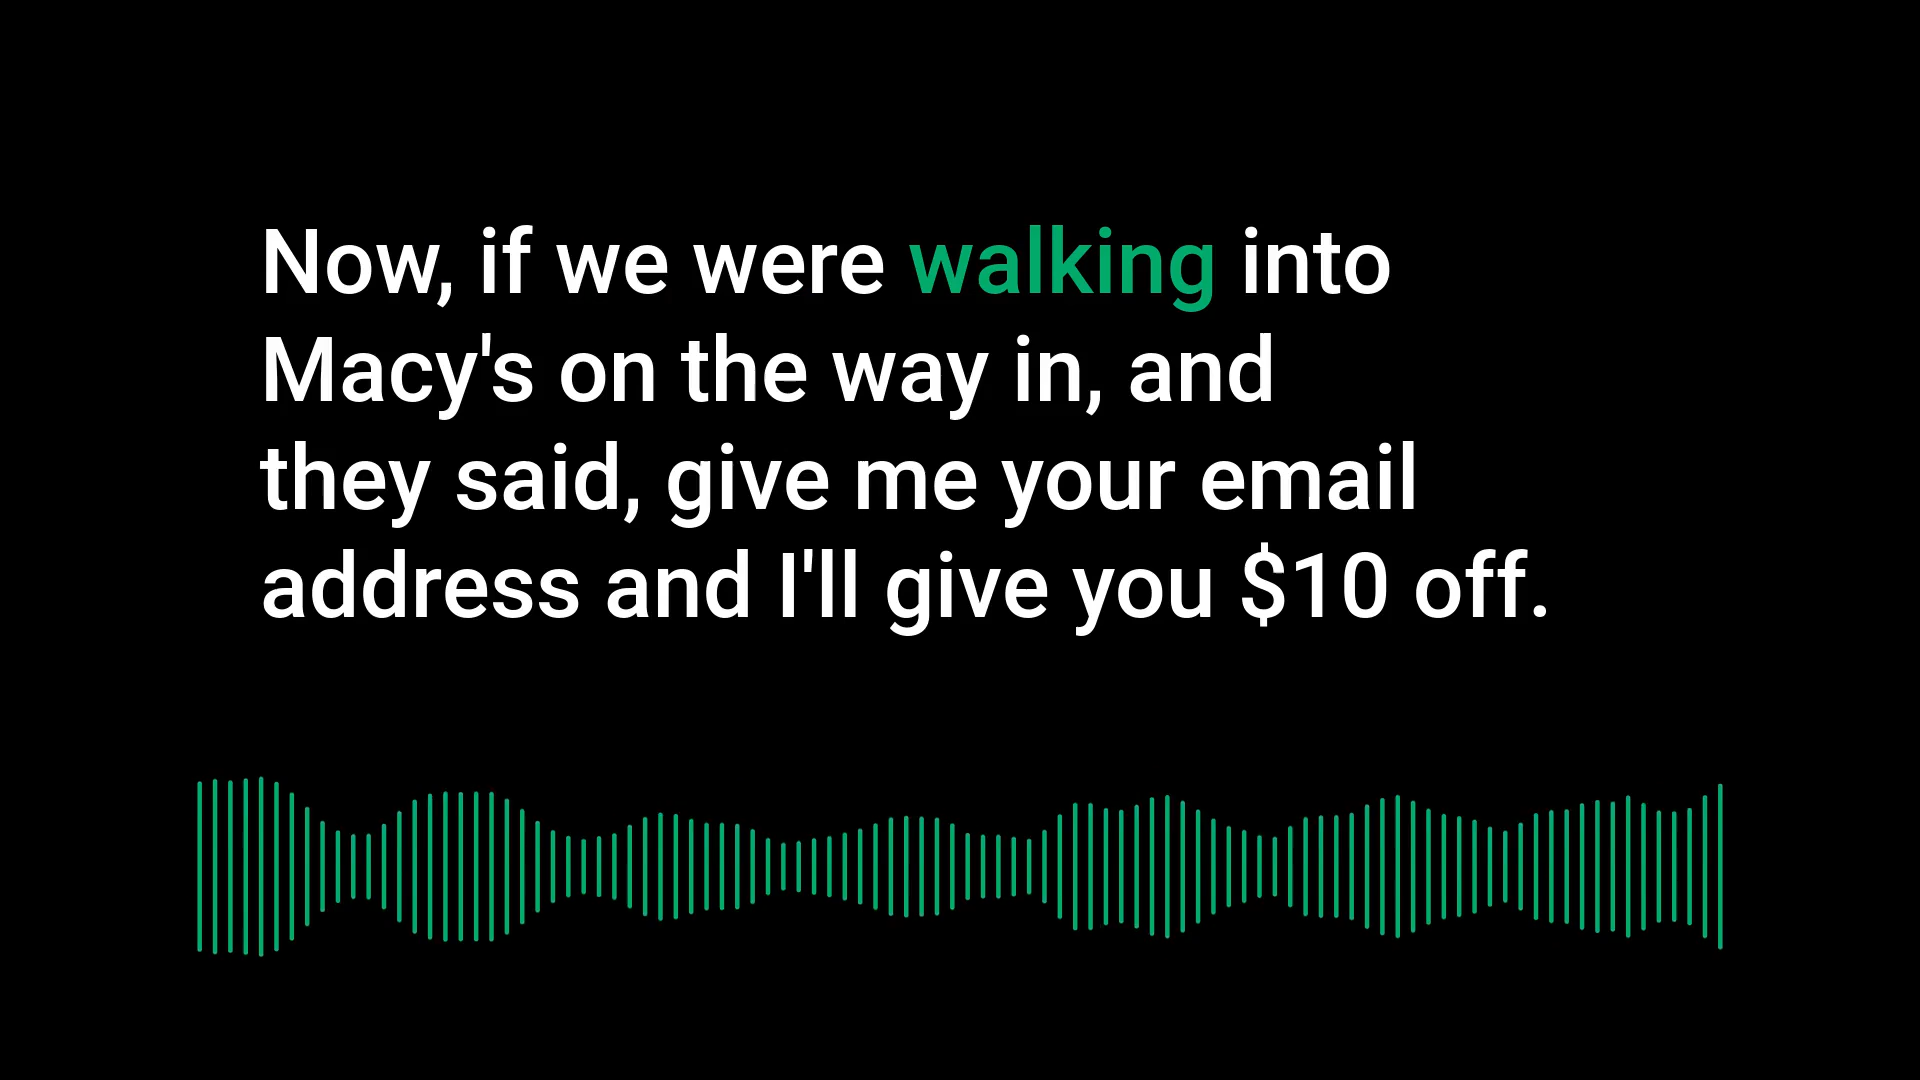 Now, if we were walking into
Macy's on the way in, and
they said, give me your email
address and I'll give you $10 off.